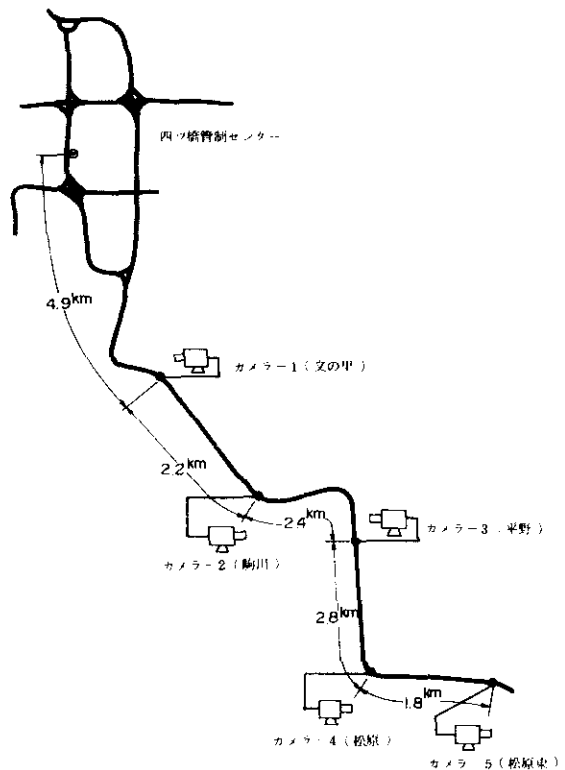 四ツ橋管制センター
4.9km
カメラ-1(文の里)
2.2km
2.4km
カメラ-3(平野)
カメラ-2(駒川)
2.8km
1.8km
カメラ-4(松原)
カメラ-5(松原東)